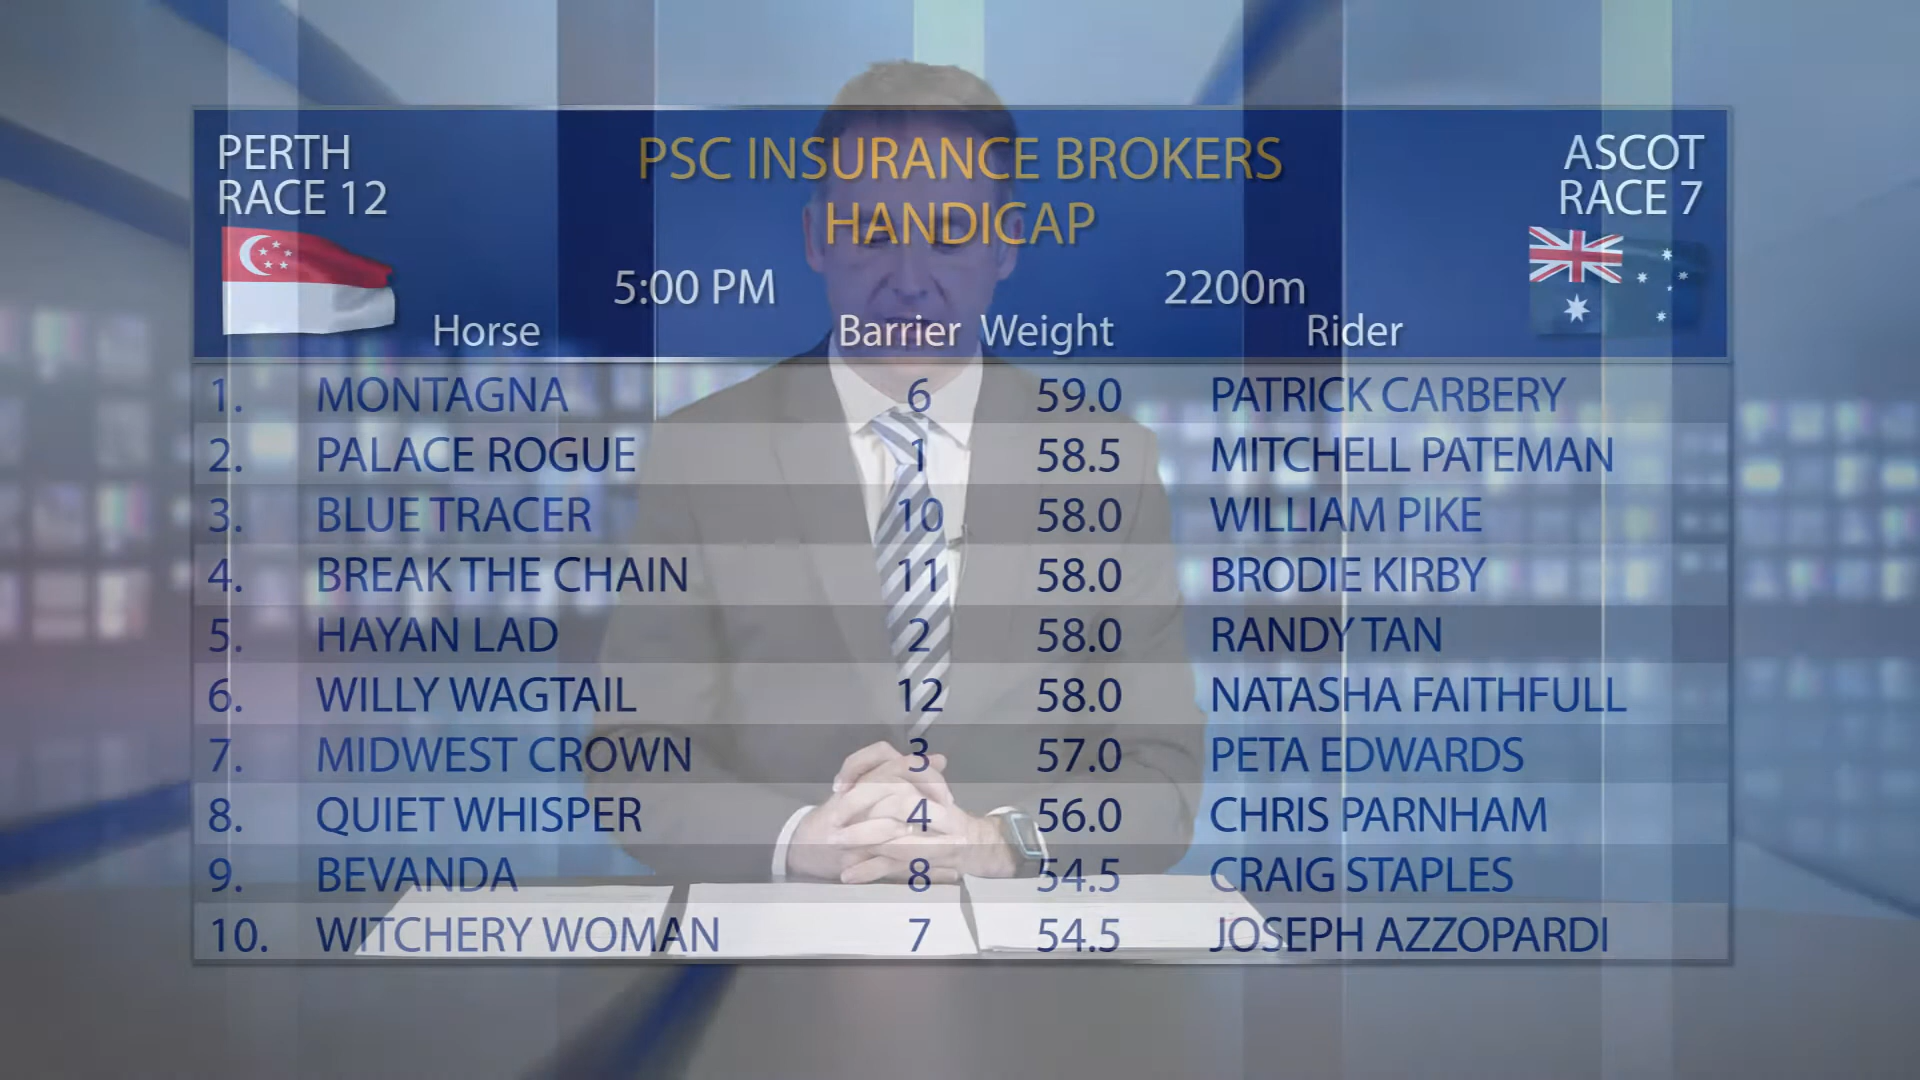 PERTH
RACE 12
PSC INSURANCE BROKERS
HANDICAP
ASCOT
RACE 7
5:00 PM 2200m
Horse Barrier Weight Rider
1. MONTAGNA 6 59.0 PATRICK CARBERY
2. PALACE ROGUE 1 58.5 MITCHELL PATEMAN
3. BLUE TRACER 10 58.0 WILLIAM PIKE
4. BREAK THE CHAIN 11 58.0 BRODIE KIRBY
5. HAYAN LAD 2 58.0 RANDY TAN
6. WILLY WAGTAIL 12 58.0 NATASHA FAITHFULL
7. MIDWEST CROWN 3 57.0 PETA EDWARDS
8. QUIET WHISPER 4 56.0 CHRIS PARNHAM
9. BEVANDA 8 54.5 CRAIG STAPLES
10. WITCHERY WOMAN 7 54.5 JOSEPH AZZOPARDI